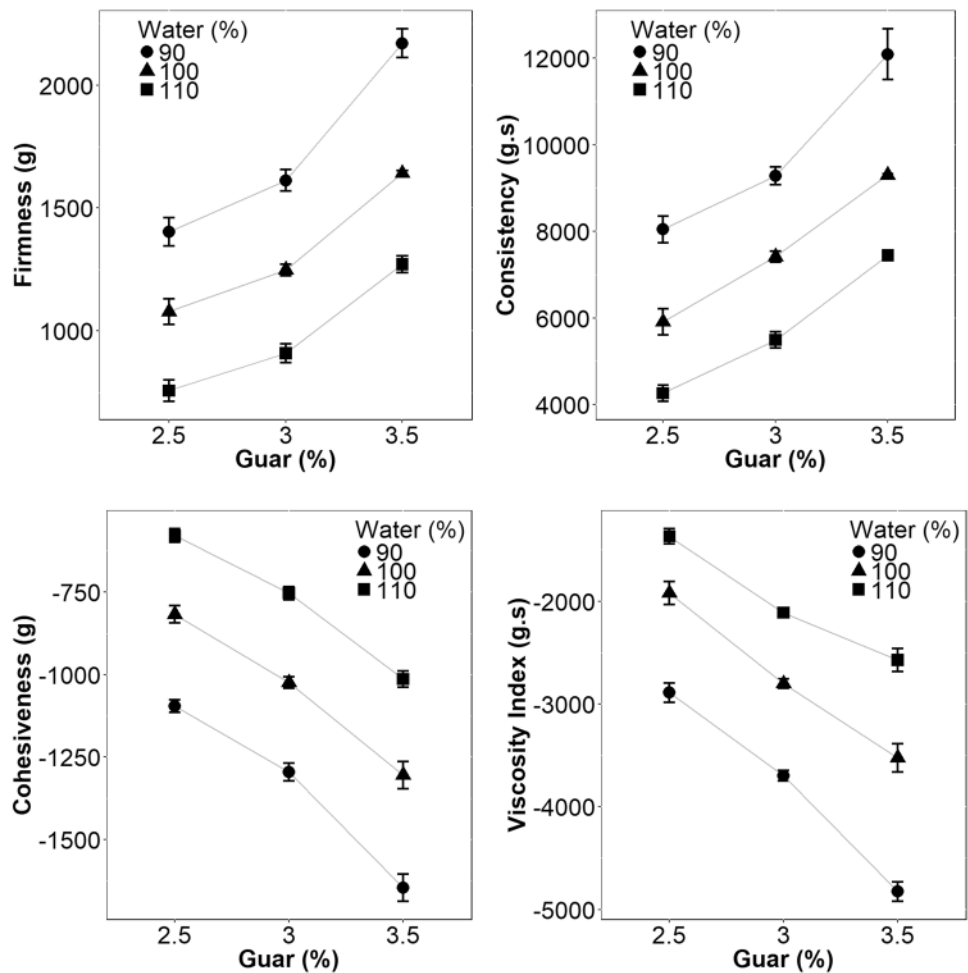 Water (%)
90
100
110
2000
1500
1000
Firmness (g)
2.5 3 3.5
Guar (%)
Water (%)
90
100
110
12000
10000
8000
6000
4000
Consistency (g.s)
2.5 3 3.5
Guar (%)
Water (%)
90
100
110
-750
-1000
-1250
-1500
Cohesiveness (g)
2.5 3 3.5
Guar (%)
Water (%)
90
100
110
-2000
-3000
-4000
-5000
Viscosity Index (g.s)
2.5 3 3.5
Guar (%)